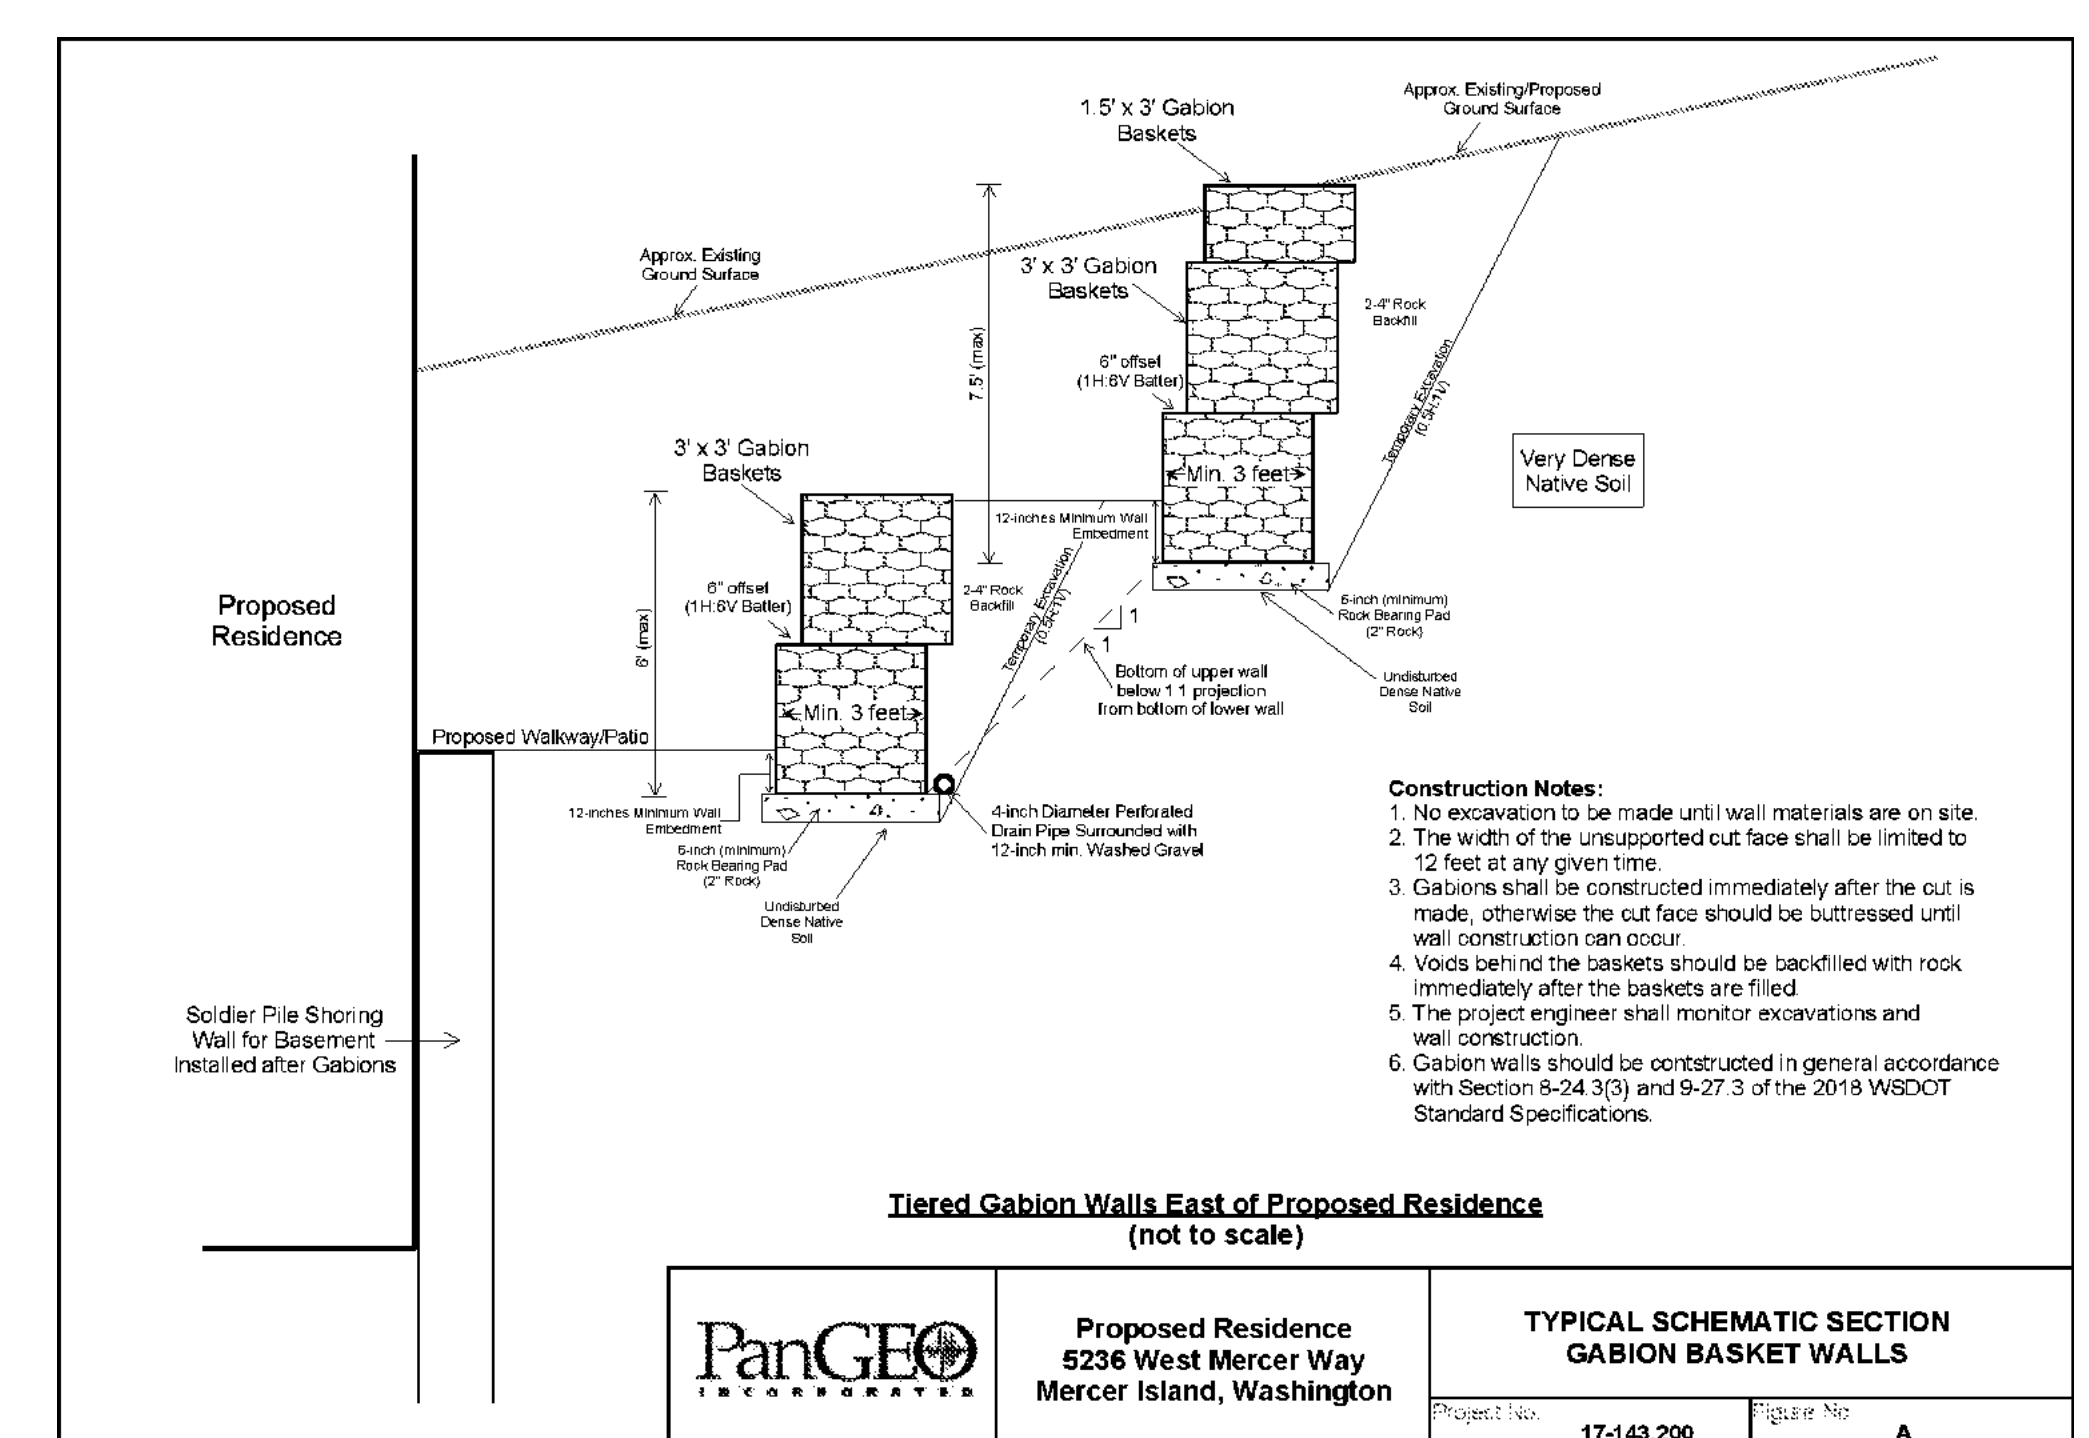 Approx. Existing/Proposed
Ground Surface
1.5' x 3' Gabion
Baskets
Approx. Existing
Ground Surface
3' x 3' Gabion
Baskets
2-4" Rock
Backfill
7.5' (max)
6" offset
(1H:6V Batter)
Temporary Excavation
(0.5H:1V)
Very Dense
Native Soil
3' x 3' Gabion
Baskets
Min. 3 feet
12-inches Minimum Wall
Embedment
6" offset
(1H:6V Batter)
2-4" Rock
Backfill
Temporary Excavation
(0.5H:1V)
6' (max)
Proposed
Residence
1
1
6-inch (minimum)
Rock Bearing Pad
(2" Rock)
Bottom of upper wall
below 1:1 projection
from bottom of lower wall
Undisturbed
Dense Native
Soil
Min. 3 feet
Proposed Walkway/Patio
12-inches Minimum Wall
Embedment
4-inch Diameter Perforated
Drain Pipe Surrounded with
12-inch min. Washed Gravel
6-inch (minimum)
Rock Bearing Pad
(2" Rock)
Undisturbed
Dense Native
Soil
Construction Notes:
1. No excavation to be made until wall materials are on site.
2. The width of the unsupported cut face shall be limited to
12 feet at any given time.
3. Gabions shall be constructed immediately after the cut is
made, otherwise the cut face should be buttressed until
wall construction can occur.
4. Voids behind the baskets should be backfilled with rock
immediately after the baskets are filled.
5. The project engineer shall monitor excavations and
wall construction.
6. Gabion walls should be contstructed in general accordance
with Section 8-24.3(3) and 9-27.3 of the 2018 WSDOT
Standard Specifications.
Soldier Pile Shoring
Wall for Basement
Installed after Gabions
Tiered Gabion Walls East of Proposed Residence
(not to scale)
PanGEO
INCORPORATED
Proposed Residence
5236 West Mercer Way
Mercer Island, Washington
TYPICAL SCHEMATIC SECTION
GABION BASKET WALLS
Project No.
17-143.200
Figure No.
A